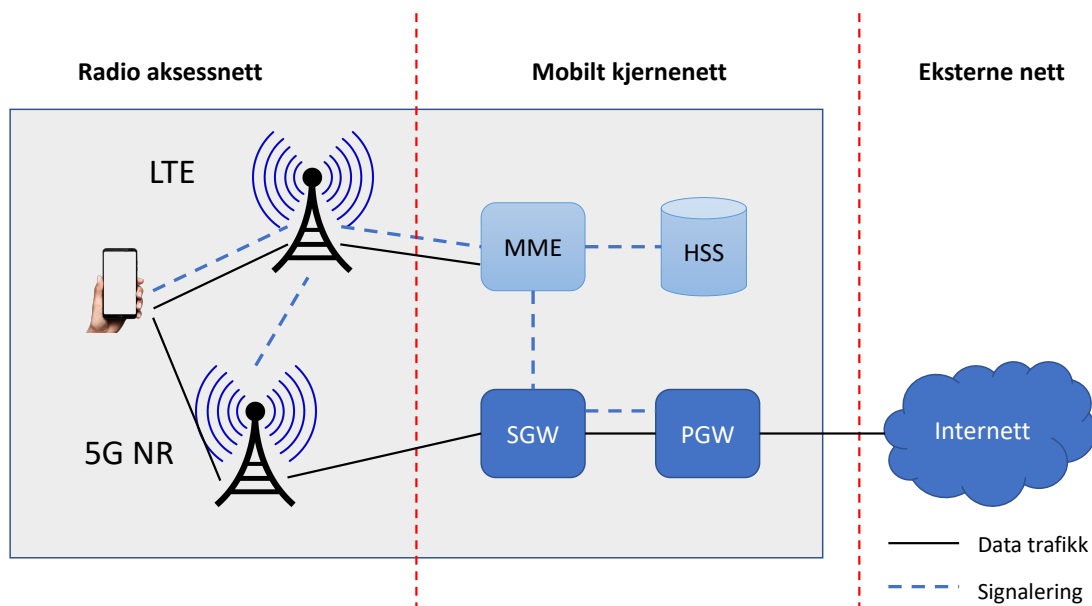 Radio aksessnett
Mobilt kjernenett
Eksterne nett
LTE
MME
HSS
5G NR
SGW
PGW
Internett
Data trafikk
Signalering